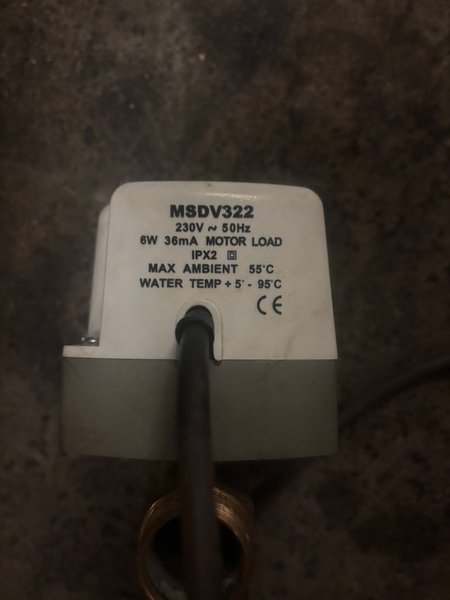 MSDV322
230V ~ 50Hz
6W 36mA MOTOR LOAD
IPX2
MAX AMBIENT 55°C
WATER TEMP + 5° - 95°C
CE